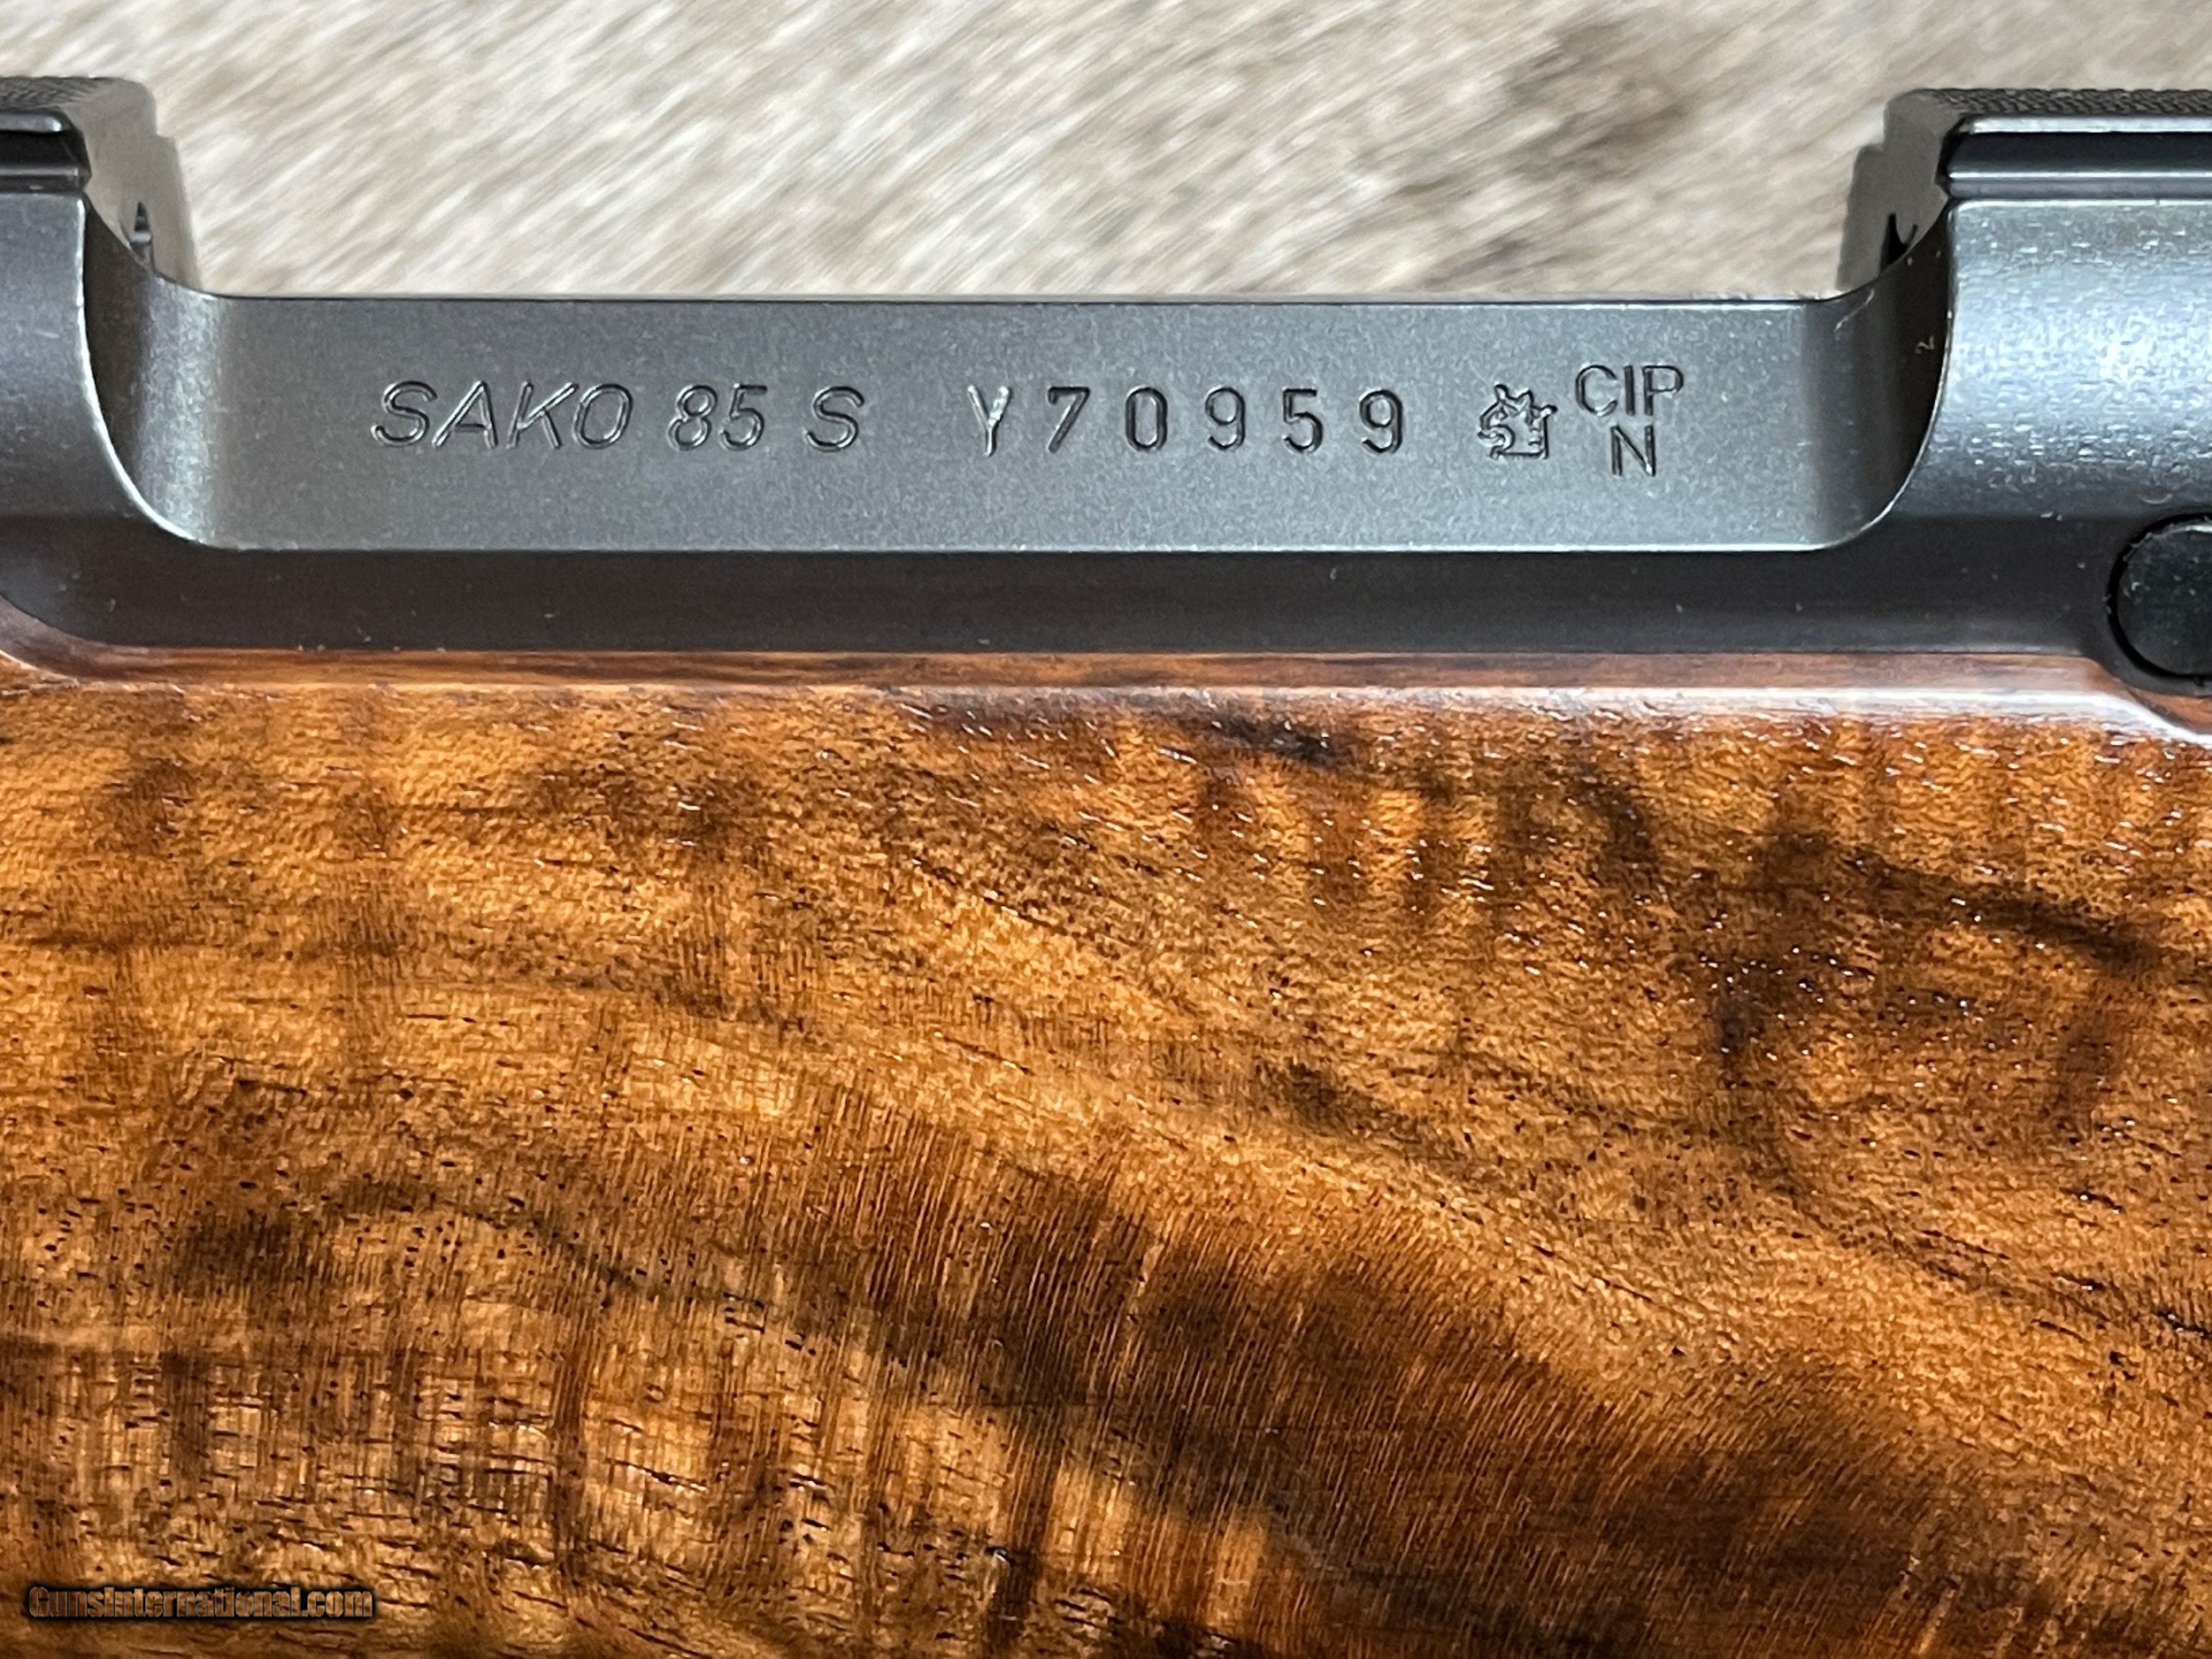 SAKO 85 S Y70959 CIP
N
GunsInternational.com